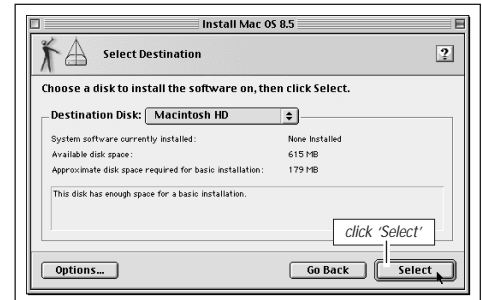 Install Mac OS 8.5
Select Destination
?
Choose a disk to install the software on, then click Select.
Destination Disk: Macintosh HD
System software currently installed: None Installed
Available disk space: 615 MB
Approximate disk space required for basic installation: 179 MB
This disk has enough space for a basic installation.
click ‘Select’
Options... Go Back Select